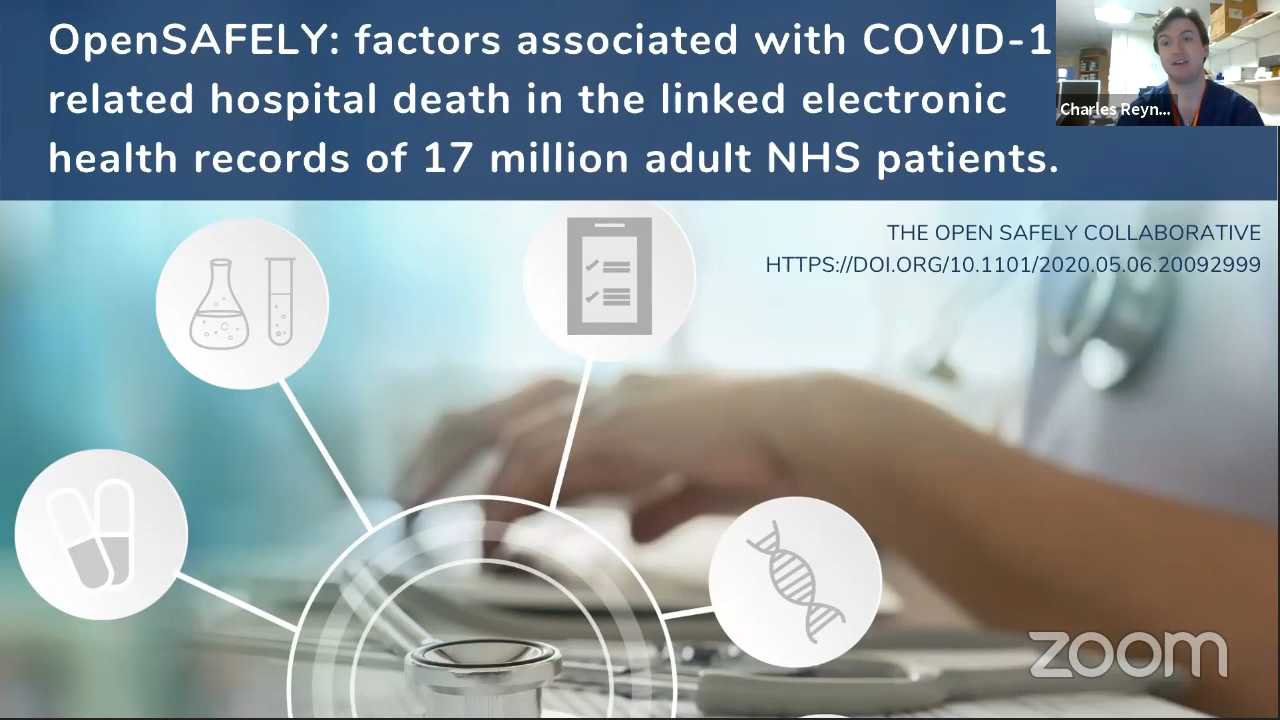 OpenSAFELY: factors associated with COVID-1
related hospital death in the linked electronic
health records of 17 million adult NHS patients.
Charles Reyn...
THE OPEN SAFELY COLLABORATIVE
HTTPS://DOI.ORG/10.1101/2020.05.06.20092999
zoom